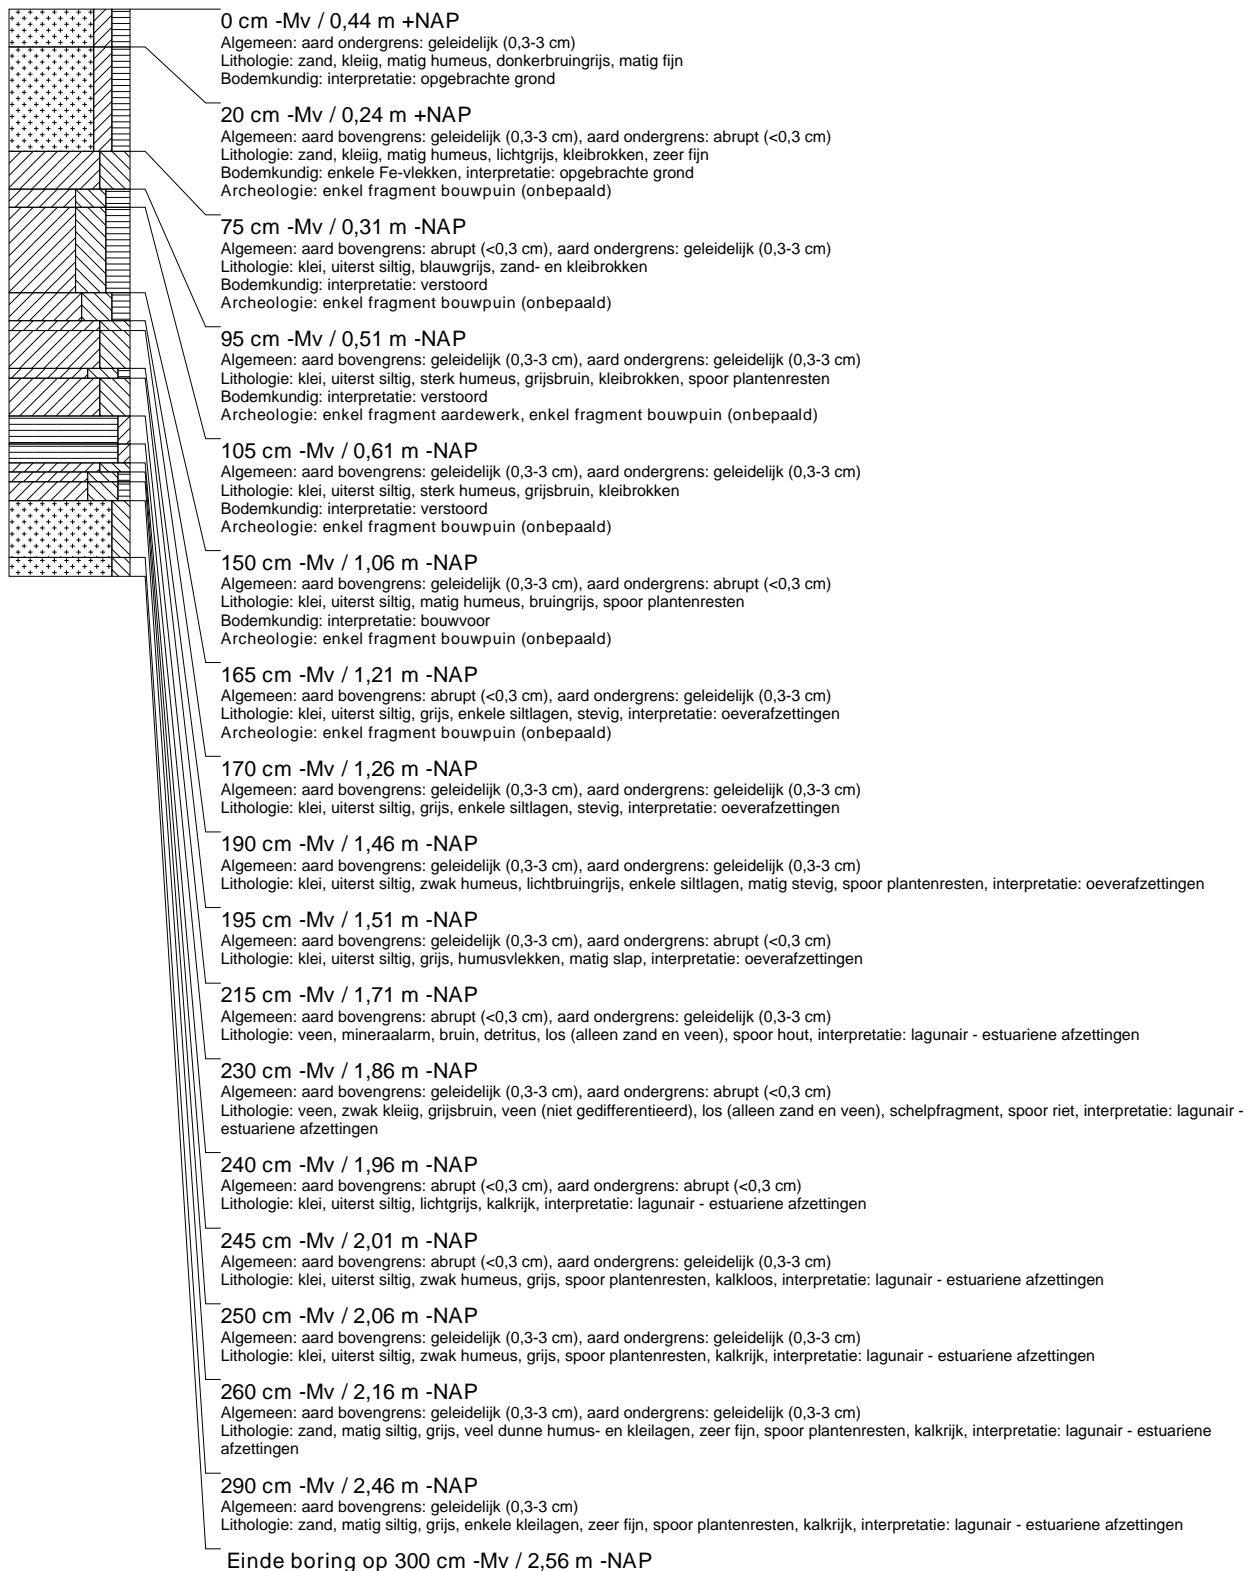 0 cm -Mv / 0,44 m +NAP
Algemeen: aard ondergrens: geleidelijk (0,3-3 cm)
Lithologie: zand, kleiig, matig humeus, donkerbruingrijs, matig fijn
Bodemkundig: interpretatie: opgebrachte grond
20 cm -Mv / 0,24 m +NAP
Algemeen: aard bovengrens: geleidelijk (0,3-3 cm), aard ondergrens: abrupt (<0,3 cm)
Lithologie: zand, kleiig, matig humeus, lichtgrijs, kleibrokken, zeer fijn
Bodemkundig: enkele Fe-vlekken, interpretatie: opgebrachte grond
Archeologie: enkel fragment bouwpuin (onbepaald)
75 cm -Mv / 0,31 m -NAP
Algemeen: aard bovengrens: abrupt (<0,3 cm), aard ondergrens: geleidelijk (0,3-3 cm)
Lithologie: klei, uiterst siltig, blauwgrijs, zand- en kleibrokken
Bodemkundig: interpretatie: verstoord
Archeologie: enkel fragment bouwpuin (onbepaald)
95 cm -Mv / 0,51 m -NAP
Algemeen: aard bovengrens: geleidelijk (0,3-3 cm), aard ondergrens: geleidelijk (0,3-3 cm)
Lithologie: klei, uiterst siltig, sterk humeus, grijsbruin, kleibrokken, spoor plantenresten
Bodemkundig: interpretatie: verstoord
Archeologie: enkel fragment aardewerk, enkel fragment bouwpuin (onbepaald)
105 cm -Mv / 0,61 m -NAP
Algemeen: aard bovengrens: geleidelijk (0,3-3 cm), aard ondergrens: geleidelijk (0,3-3 cm)
Lithologie: klei, uiterst siltig, sterk humeus, grijsbruin, kleibrokken
Bodemkundig: interpretatie: verstoord
Archeologie: enkel fragment bouwpuin (onbepaald)
150 cm -Mv / 1,06 m -NAP
Algemeen: aard bovengrens: geleidelijk (0,3-3 cm), aard ondergrens: abrupt (<0,3 cm)
Lithologie: klei, uiterst siltig, matig humeus, bruingrijs, spoor plantenresten
Bodemkundig: interpretatie: bouwvoor
Archeologie: enkel fragment bouwpuin (onbepaald)
165 cm -Mv / 1,21 m -NAP
Algemeen: aard bovengrens: abrupt (<0,3 cm), aard ondergrens: geleidelijk (0,3-3 cm)
Lithologie: klei, uiterst siltig, grijs, enkele siltlagen, stevig, interpretatie: oeverafzettingen
Archeologie: enkel fragment bouwpuin (onbepaald)
170 cm -Mv / 1,26 m -NAP
Algemeen: aard bovengrens: geleidelijk (0,3-3 cm), aard ondergrens: geleidelijk (0,3-3 cm)
Lithologie: klei, uiterst siltig, grijs, enkele siltlagen, stevig, interpretatie: oeverafzettingen
190 cm -Mv / 1,46 m -NAP
Algemeen: aard bovengrens: geleidelijk (0,3-3 cm), aard ondergrens: geleidelijk (0,3-3 cm)
Lithologie: klei, uiterst siltig, zwak humeus, lichtbruingrijs, enkele siltlagen, matig stevig, spoor plantenresten, interpretatie: oeverafzettingen
195 cm -Mv / 1,51 m -NAP
Algemeen: aard bovengrens: geleidelijk (0,3-3 cm), aard ondergrens: abrupt (<0,3 cm)
Lithologie: klei, uiterst siltig, grijs, humusvlekken, matig slap, interpretatie: oeverafzettingen
215 cm -Mv / 1,71 m -NAP
Algemeen: aard bovengrens: abrupt (<0,3 cm), aard ondergrens: geleidelijk (0,3-3 cm)
Lithologie: veen, mineraalarm, bruin, detritus, los (alleen zand en veen), spoor hout, interpretatie: lagunair - estuariene afzettingen
230 cm -Mv / 1,86 m -NAP
Algemeen: aard bovengrens: geleidelijk (0,3-3 cm), aard ondergrens: abrupt (<0,3 cm)
Lithologie: veen, zwak kleiig, grijsbruin, veen (niet gedifferentieerd), los (alleen zand en veen), schelpfragment, spoor riet, interpretatie: lagunair -
estuariene afzettingen
240 cm -Mv / 1,96 m -NAP
Algemeen: aard bovengrens: abrupt (<0,3 cm), aard ondergrens: abrupt (<0,3 cm)
Lithologie: klei, uiterst siltig, lichtgrijs, kalkrijk, interpretatie: lagunair - estuariene afzettingen
245 cm -Mv / 2,01 m -NAP
Algemeen: aard bovengrens: abrupt (<0,3 cm), aard ondergrens: geleidelijk (0,3-3 cm)
Lithologie: klei, uiterst siltig, zwak humeus, grijs, spoor plantenresten, kalkloos, interpretatie: lagunair - estuariene afzettingen
250 cm -Mv / 2,06 m -NAP
Algemeen: aard bovengrens: geleidelijk (0,3-3 cm), aard ondergrens: geleidelijk (0,3-3 cm)
Lithologie: klei, uiterst siltig, zwak humeus, grijs, spoor plantenresten, kalkrijk, interpretatie: lagunair - estuariene afzettingen
260 cm -Mv / 2,16 m -NAP
Algemeen: aard bovengrens: geleidelijk (0,3-3 cm), aard ondergrens: geleidelijk (0,3-3 cm)
Lithologie: zand, matig siltig, grijs, veel dunne humus- en kleilagen, zeer fijn, spoor plantenresten, kalkrijk, interpretatie: lagunair - estuariene
afzettingen
290 cm -Mv / 2,46 m -NAP
Algemeen: aard bovengrens: geleidelijk (0,3-3 cm)
Lithologie: zand, matig siltig, grijs, enkele kleilagen, zeer fijn, spoor plantenresten, kalkrijk, interpretatie: lagunair - estuariene afzettingen
Einde boring op 300 cm -Mv / 2,56 m -NAP